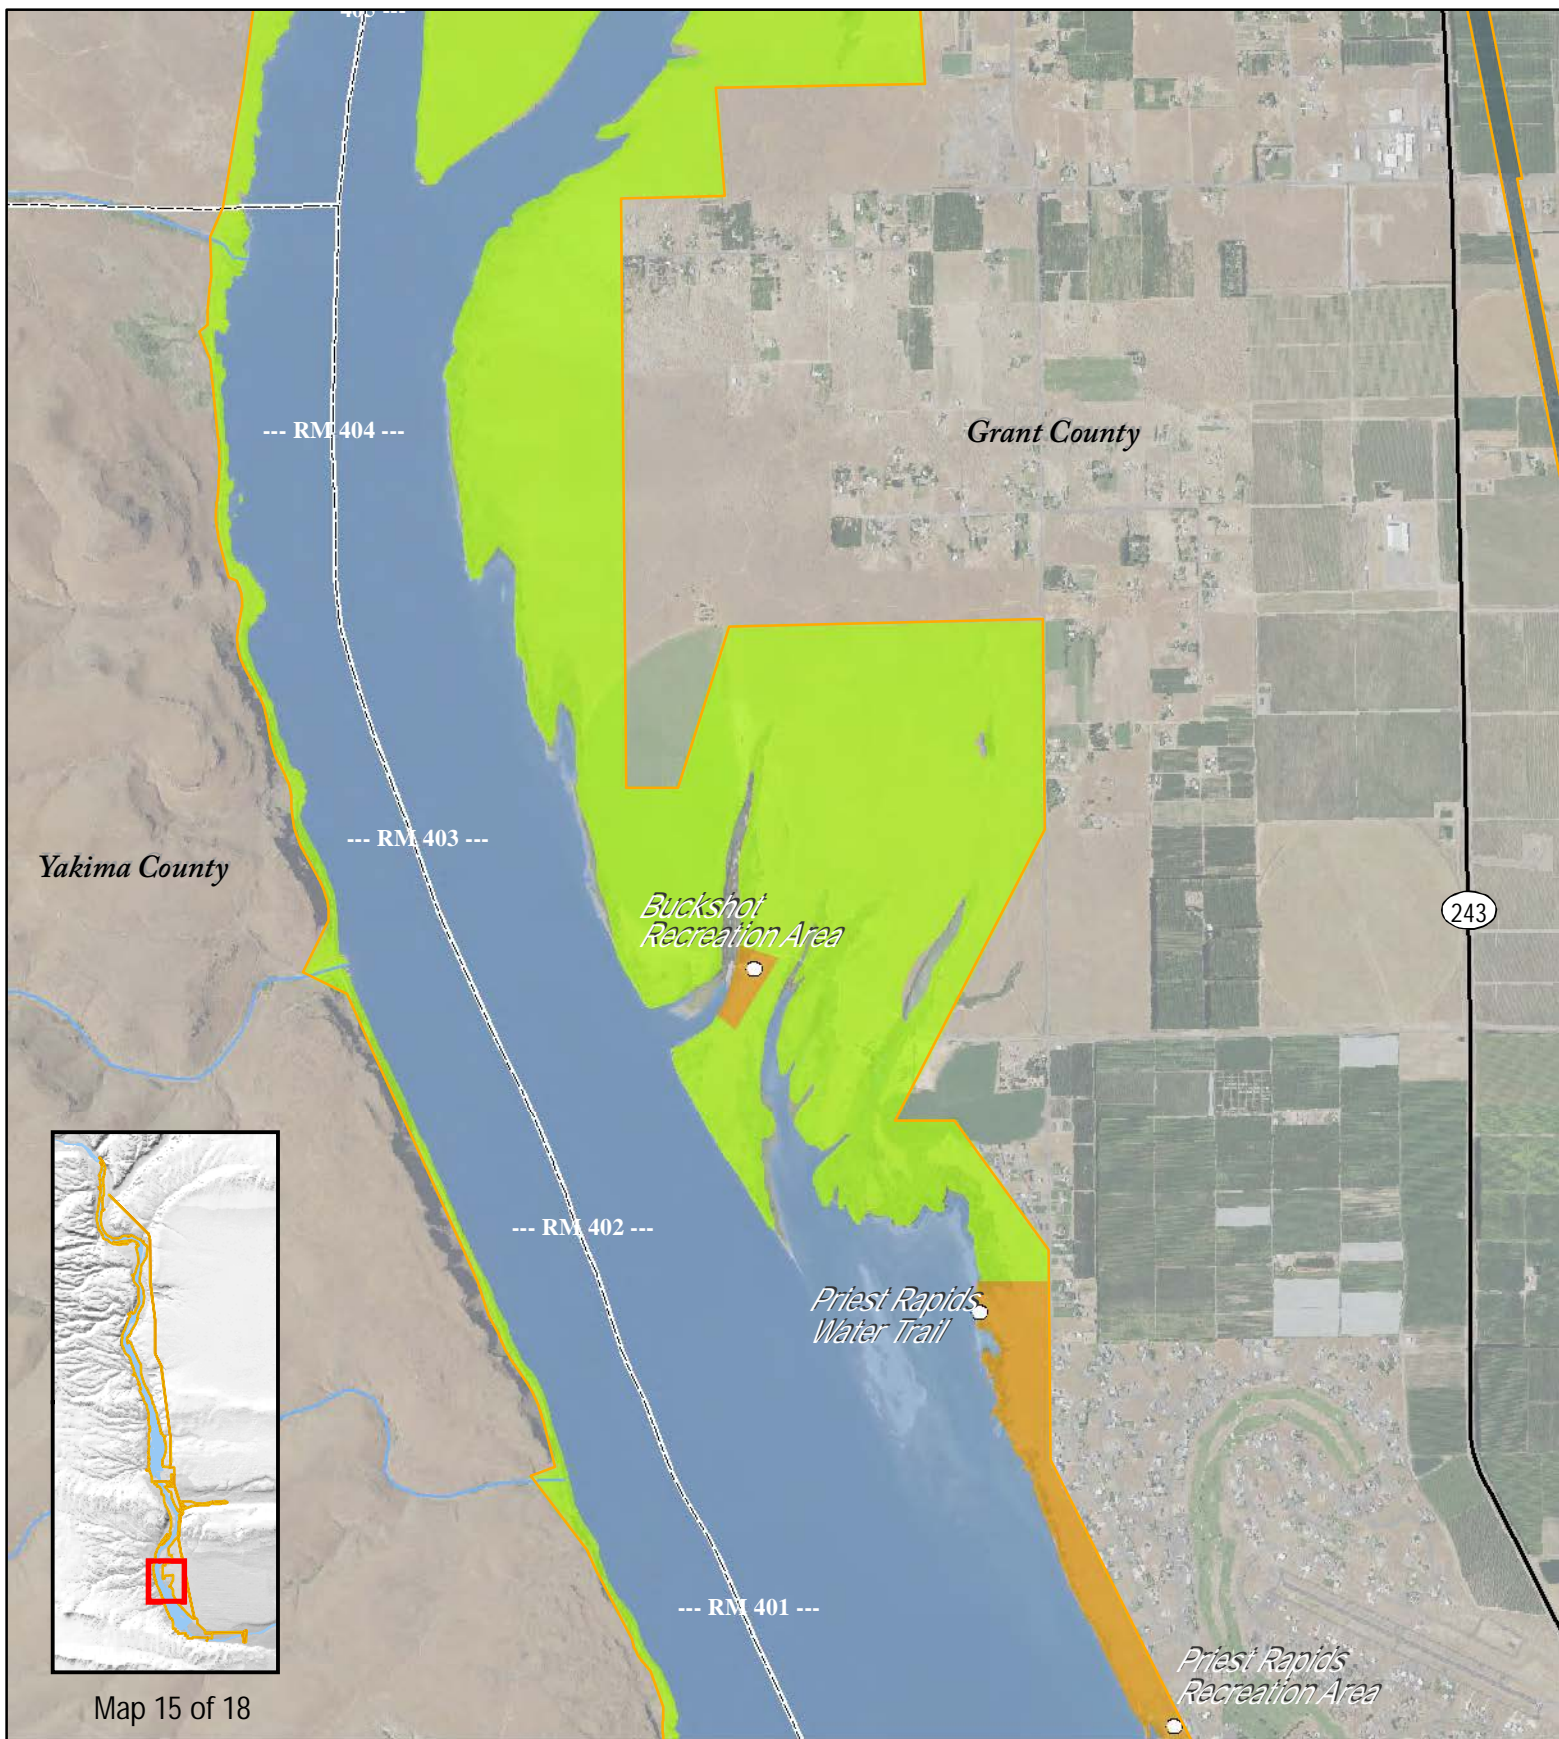 --- RM 404 ---
Grant County
--- RM 403 ---
Yakima County
Buckshot
Recreation Area
243
--- RM 402 ---
Priest Rapids
Water Trail
--- RM 401 ---
Priest Rapids
Recreation Area
Map 15 of 18